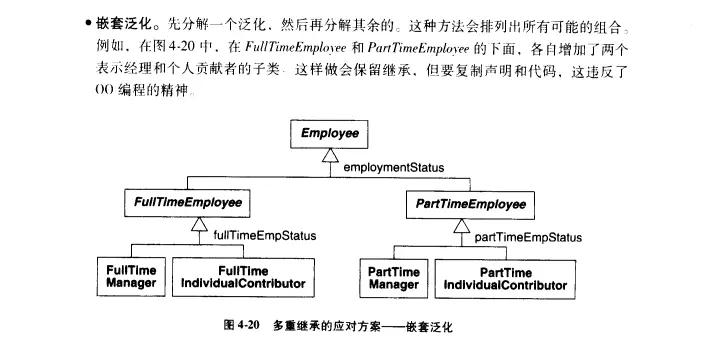 • 嵌套泛化。先分解一个泛化，然后再分解其余的。这种方法会排列出所有可能的组合。
例如，在图4-20中，在 FullTimeEmployee 和 PartTimeEmployee 的下面，各自增加了两个
表示经理和个人贡献者的子类。这样做会保留继承，但要复制声明和代码，这违反了
OO 编程的精神。
Employee
employmentStatus
FullTimeEmployee
PartTimeEmployee
fullTimeEmpStatus
partTimeEmpStatus
FullTime
Manager
FullTime
IndividualContributor
PartTime
Manager
PartTime
IndividualContributor
图 4-20 多重继承的应对方案——嵌套泛化